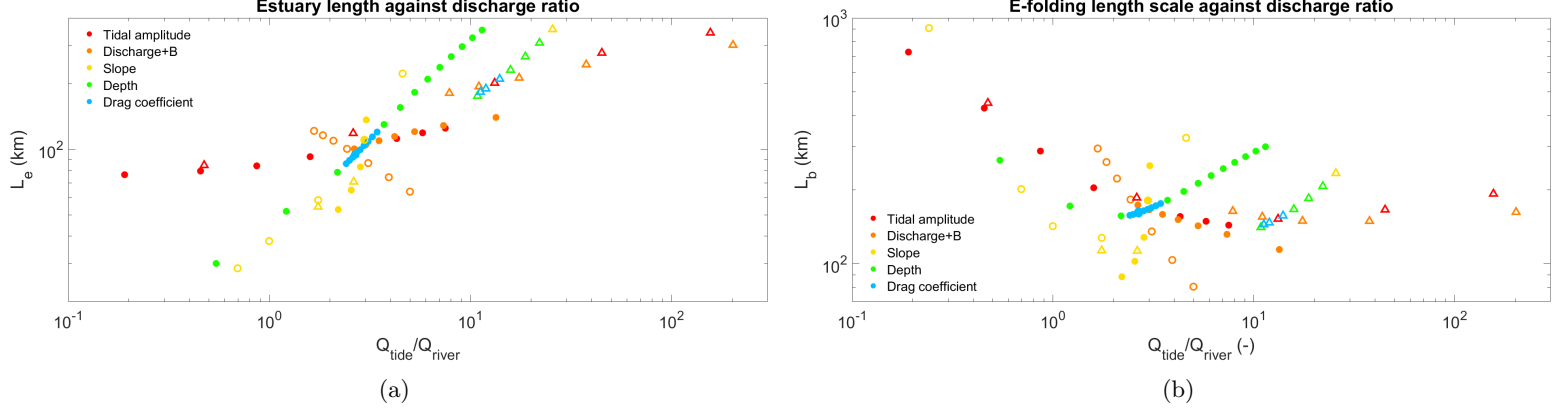 Estuary length against discharge ratio
Tidal amplitude
Discharge+B
Slope
Depth
Drag coefficient
10^2
L_e (km)
10^-1 10^0 10^1 10^2
Q_tide/Q_river
(a)
E-folding length scale against discharge ratio
10^3
10^2
L_b (km)
Tidal amplitude
Discharge+B
Slope
Depth
Drag coefficient
10^-1 10^0 10^1 10^2
Q_tide/Q_river (-)
(b)